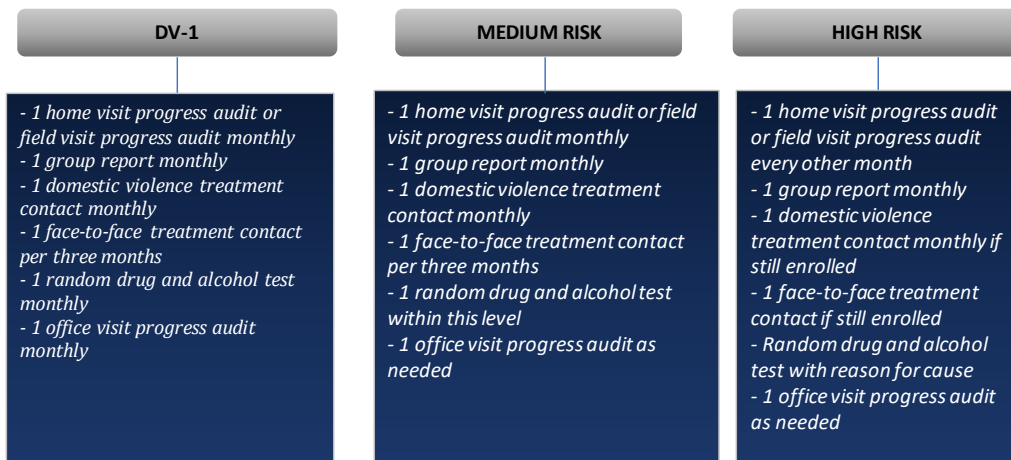 DV-1
- 1 home visit progress audit or
field visit progress audit monthly
- 1 group report monthly
- 1 domestic violence treatment
contact monthly
- 1 face-to-face treatment contact
per three months
- 1 random drug and alcohol test
monthly
- 1 office visit progress audit
monthly
MEDIUM RISK
- 1 home visit progress audit or field
visit progress audit monthly
- 1 group report monthly
- 1 domestic violence treatment
contact monthly
- 1 face-to-face treatment contact
per three months
- 1 random drug and alcohol test
within this level
- 1 office visit progress audit as
needed
HIGH RISK
- 1 home visit progress audit
or field visit progress audit
every other month
- 1 group report monthly
- 1 domestic violence
treatment contact monthly if
still enrolled
- 1 face-to-face treatment
contact if still enrolled
- Random drug and alcohol
test with reason for cause
- 1 office visit progress audit
as needed